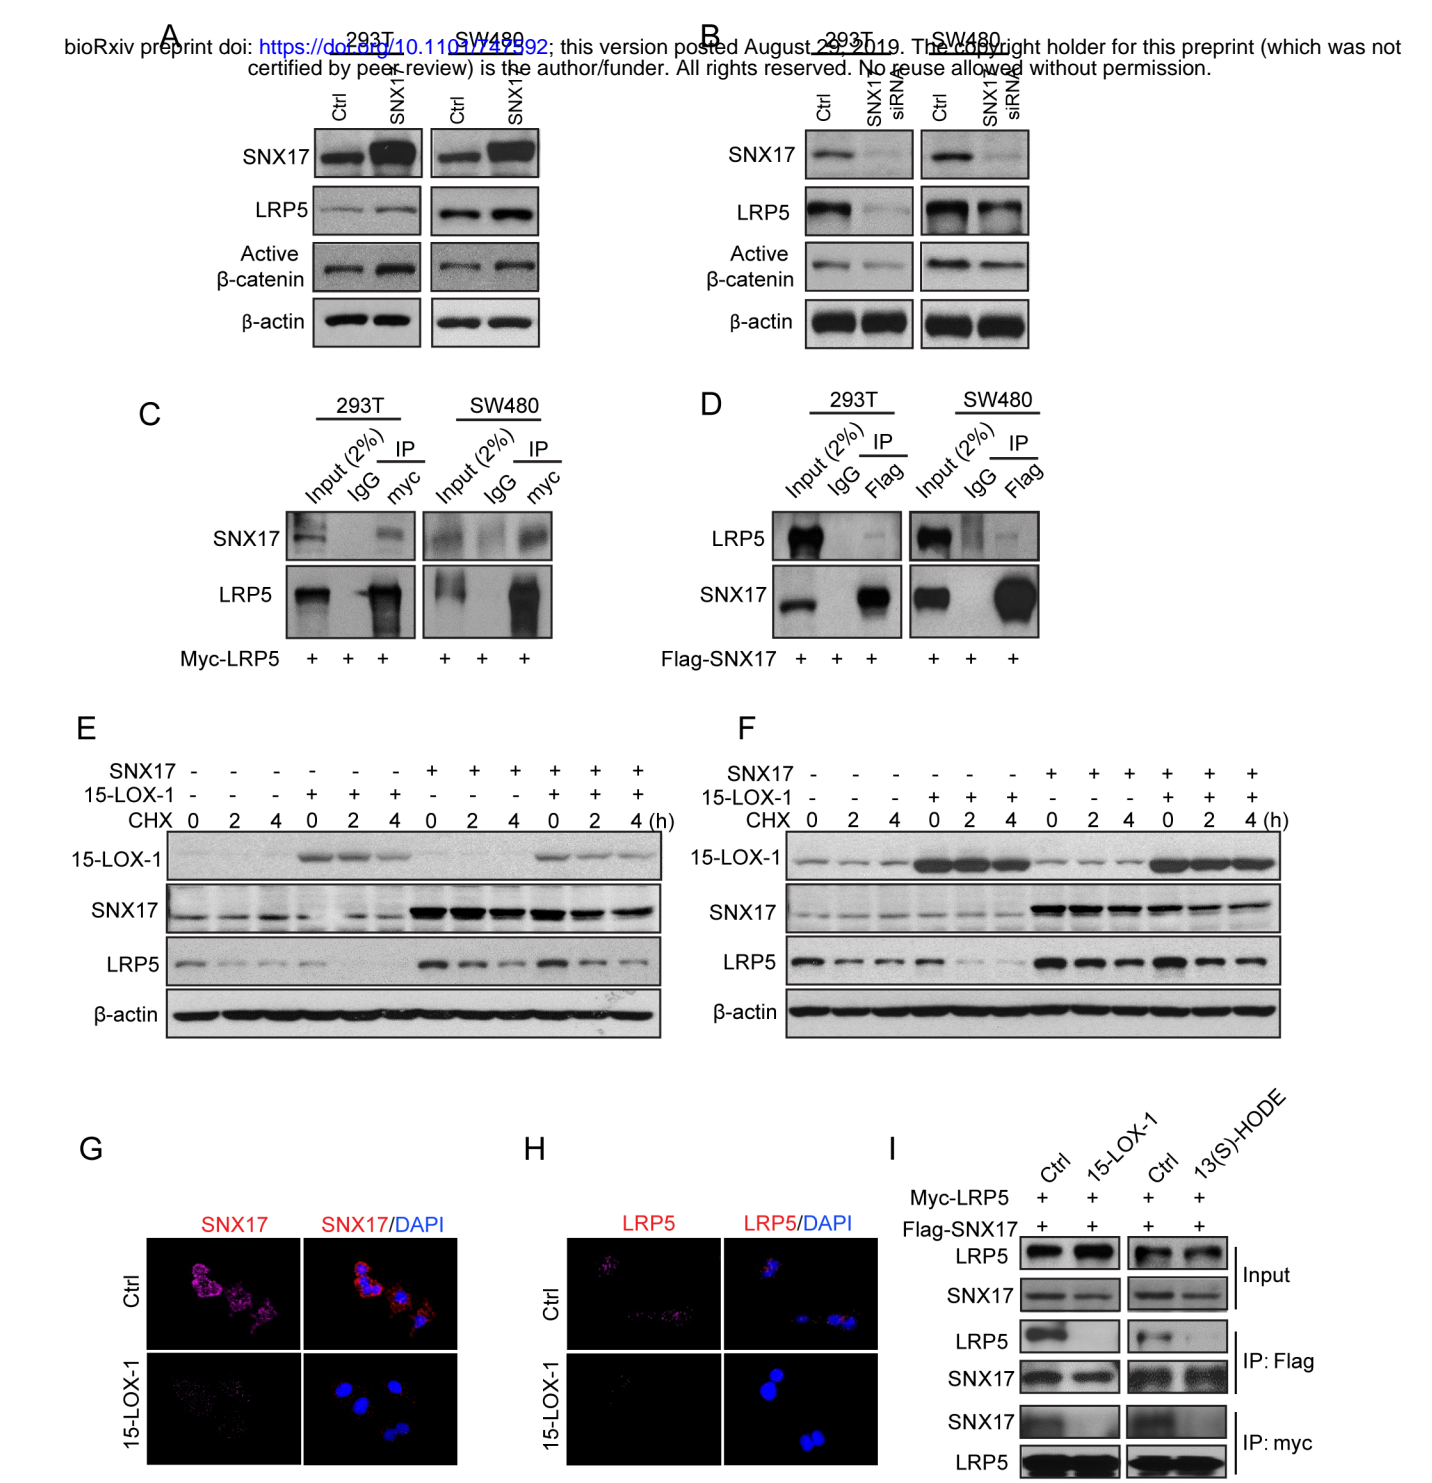 bioRxiv preprint doi: https://doi.org/10.1101/747592; this version posted August 29, 2019. The copyright holder for this preprint (which was not
certified by peer review) is the author/funder. All rights reserved. No reuse allowed without permission.
A
293T SW480
Ctrl SNX17 Ctrl SNX17
SNX17
LRP5
Active
β-catenin
β-actin
B
293T SW480
Ctrl SNX17 siRNA Ctrl SNX17 siRNA
SNX17
LRP5
Active
β-catenin
β-actin
C
293T SW480
IP IP
Input (2%) IgG myc Input (2%) IgG myc
SNX17
LRP5
Myc-LRP5 + + + + + +
D
293T SW480
IP IP
Input (2%) IgG Flag Input (2%) IgG Flag
LRP5
SNX17
Flag-SNX17 + + + + + +
E
SNX17 - - - - - - + + + + + +
15-LOX-1 - - - + + + - - - + + +
CHX 0 2 4 0 2 4 0 2 4 0 2 4 (h)
15-LOX-1
SNX17
LRP5
β-actin
F
SNX17 - - - - - - + + + + + +
15-LOX-1 - - - + + + - - - + + +
CHX 0 2 4 0 2 4 0 2 4 0 2 4 (h)
15-LOX-1
SNX17
LRP5
β-actin
G
SNX17 SNX17/DAPI
Ctrl
15-LOX-1
H
LRP5 LRP5/DAPI
Ctrl
15-LOX-1
I
Ctrl 15-LOX-1 Ctrl 13(S)-HODE
Myc-LRP5 + + + +
Flag-SNX17 + + + +
LRP5
Input
SNX17
LRP5
IP: Flag
SNX17
SNX17
IP: myc
LRP5